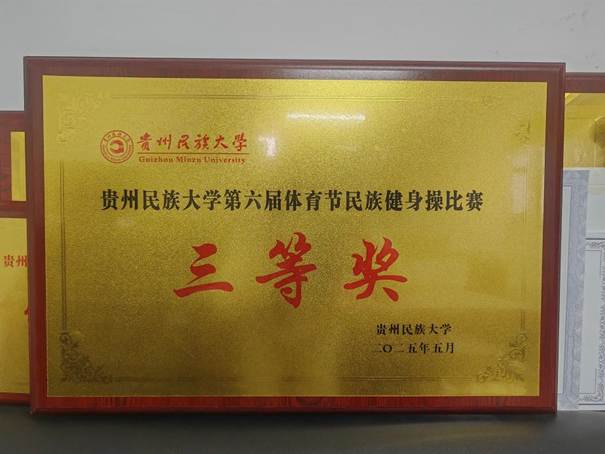 贵州民族大学
Guizhou Minzu University
贵州民族大学第六届体育节民族健身操比赛
三等奖
贵州民族大学
二〇二五年五月
贵州